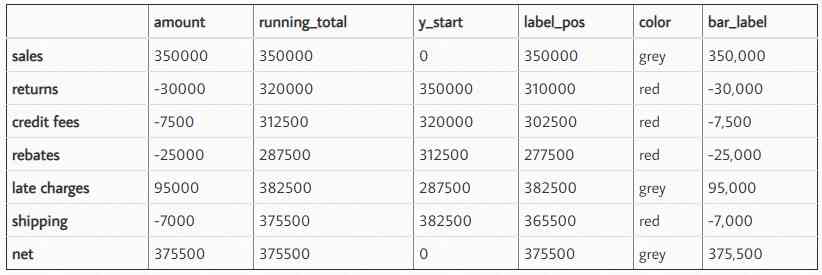 amount running_total y_start label_pos color bar_label
sales 350000 350000 0 350000 grey 350,000
returns -30000 320000 350000 310000 red -30,000
credit fees -7500 312500 320000 302500 red -7,500
rebates -25000 287500 312500 277500 red -25,000
late charges 95000 382500 287500 382500 grey 95,000
shipping -7000 375500 382500 365500 red -7,000
net 375500 375500 0 375500 grey 375,500